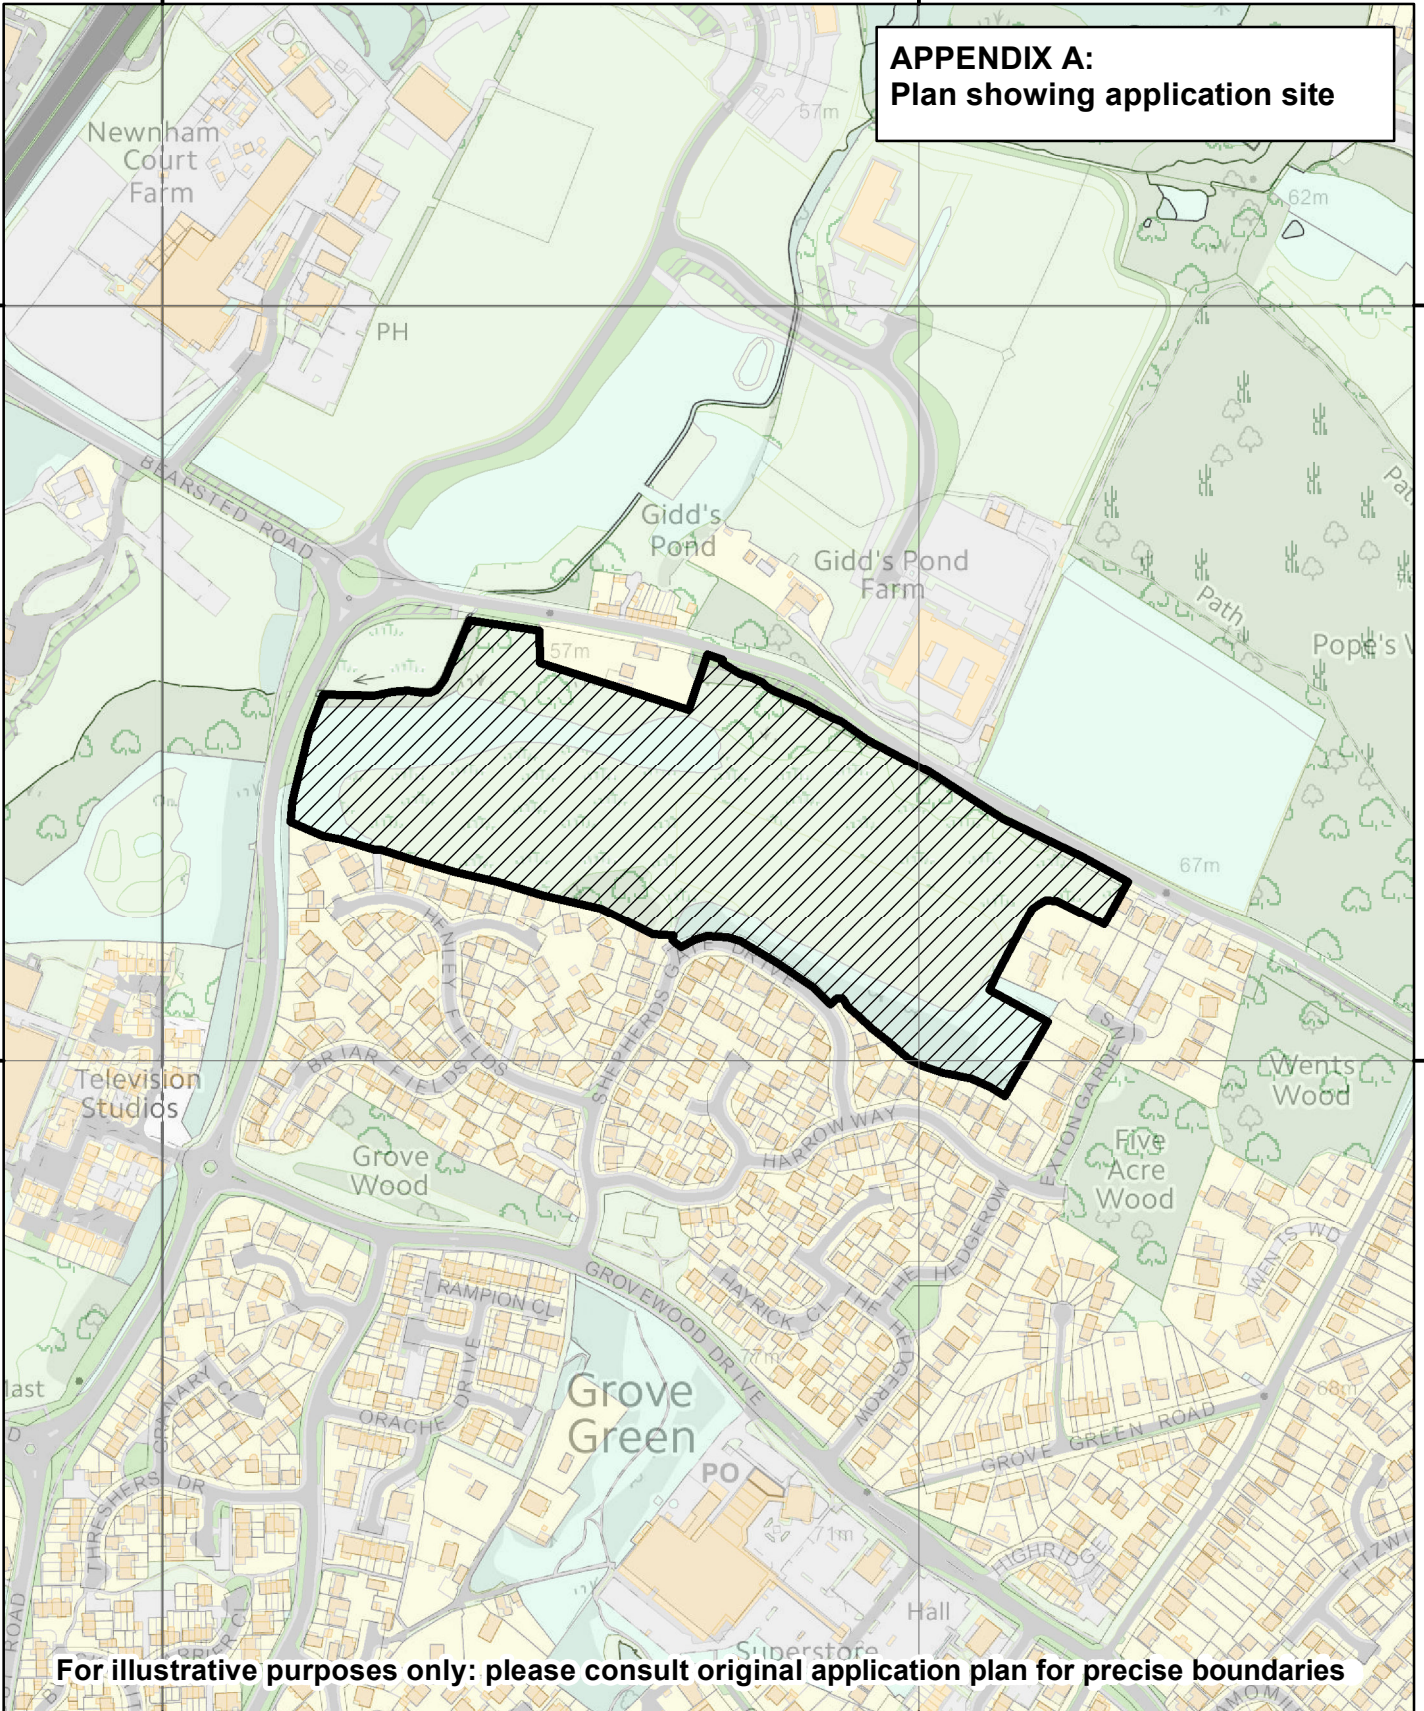 APPENDIX A:
Plan showing application site
57m
Newnham
Court
Farm
62m
PH
BEARSTED ROAD
Gidd's
Pond
Gidd's Pond
Farm
Path
Pope's
57m
67m
HENLEY FIELDS
SHEPHERDS GATE DRIVE
BRIAR FIELDS
Television
Studios
Grove
Wood
HARROW WAY
EXTON GARDENS
Wents
Wood
Five
Acre
Wood
WENTS WD
THE HEDGEROW
THE HEDGEROW
HAYRICK CL
GROVEWOOD DRIVE
RAMPION CL
77m
68m
ORACHE DRIVE
Grove
Green
GROVE GREEN ROAD
PO
THRESHERS DR
71m
HIGHRIDGE
Hall
ROAD
Superstore
For illustrative purposes only: please consult original application plan for precise boundaries